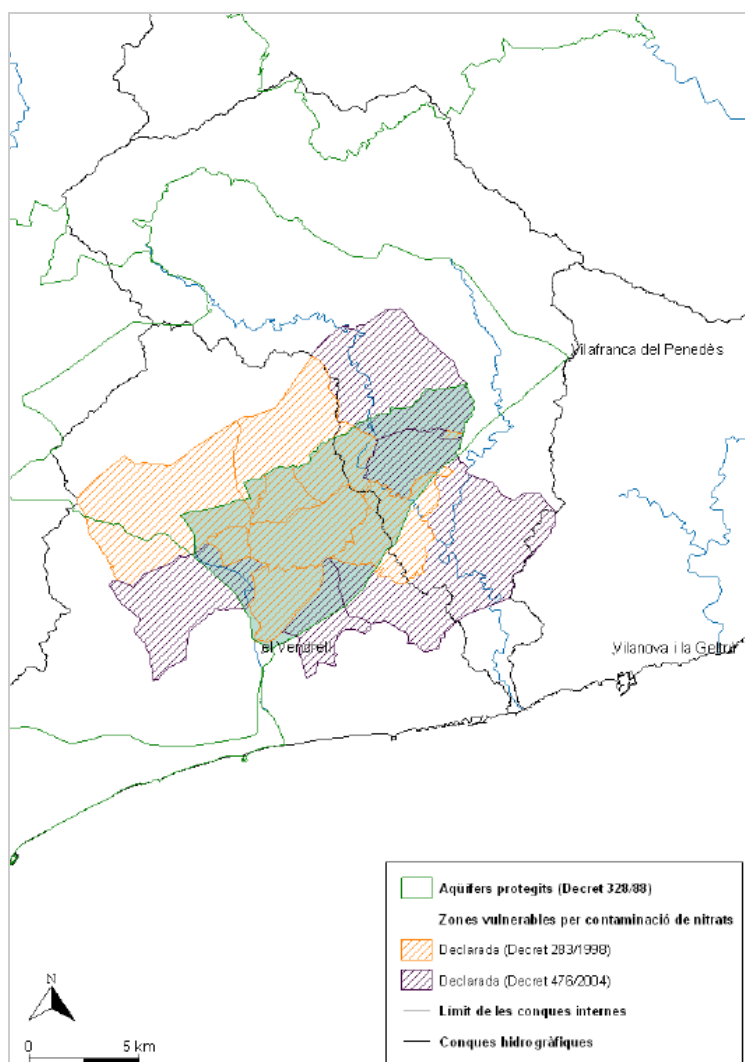 Vilafranca del Penedès
el Vendrell
Vilanova i la Geltrú
Aqüífers protegits (Decret 328/88)
Zones vulnerables per contaminació de nitrats
Declarada (Decret 283/1998)
Declarada (Decret 476/2004)
Límit de les conques internes
Conques hidrogràfiques
N
0 5 km